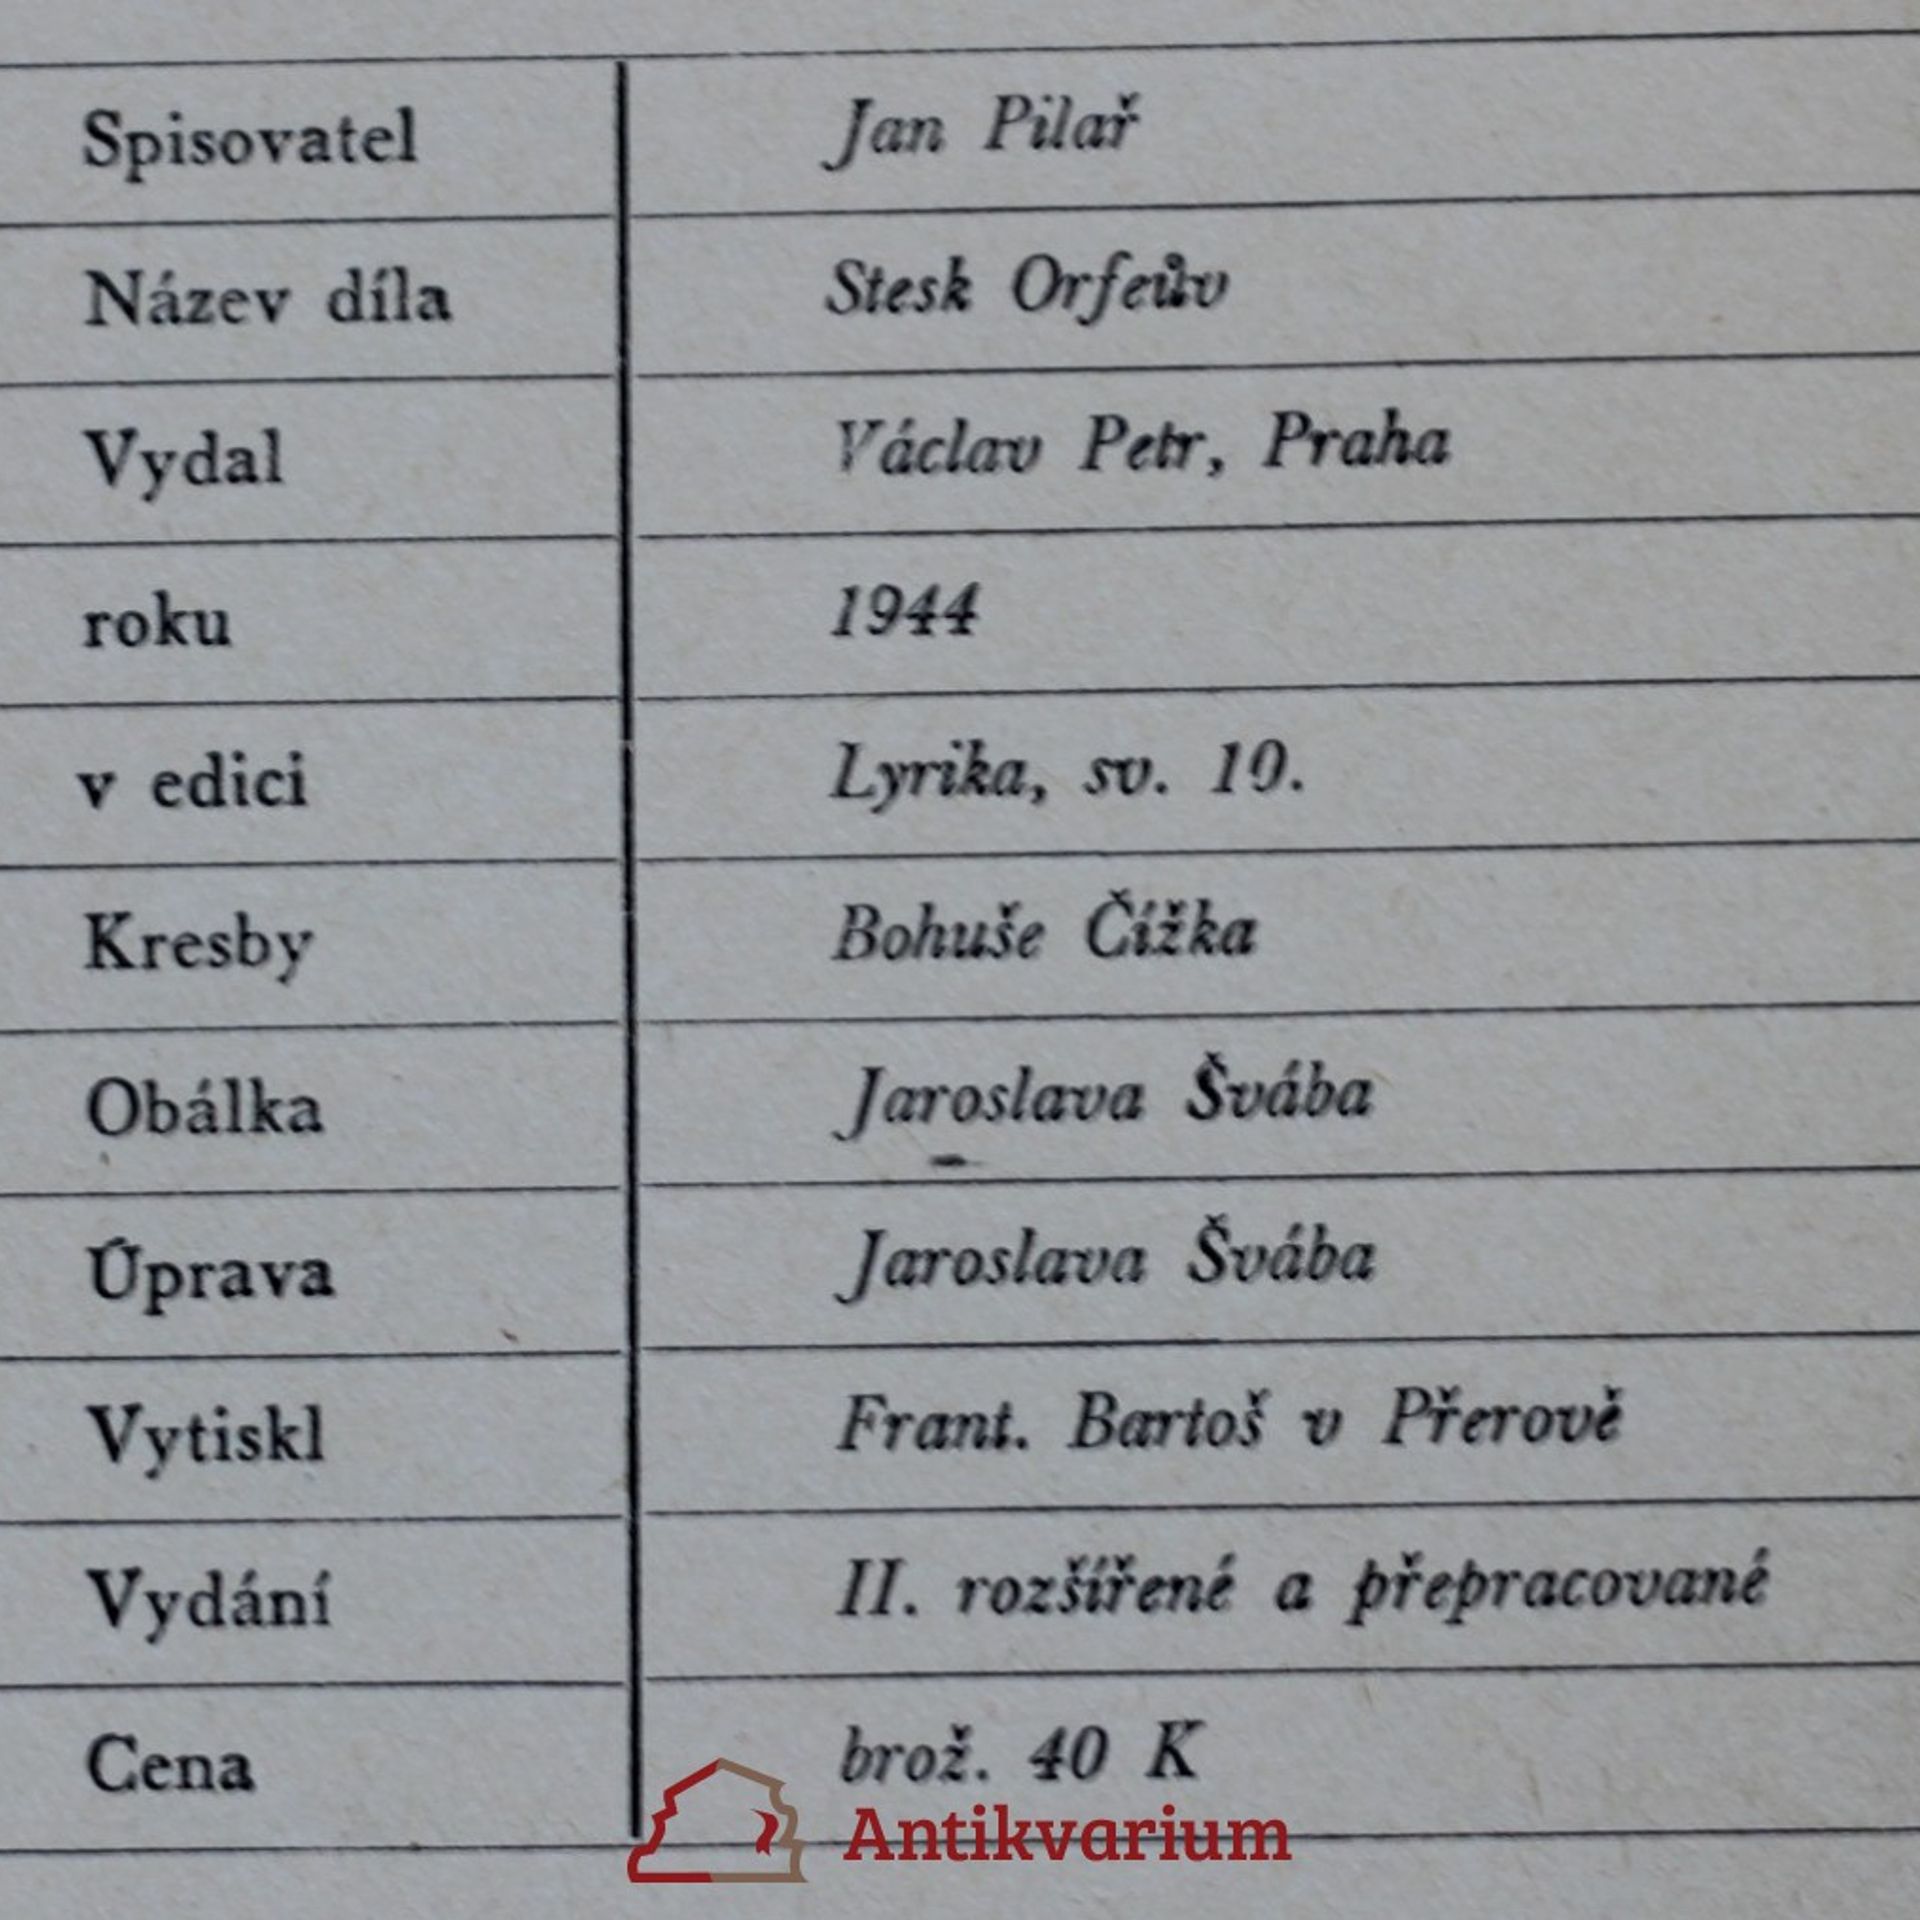 Spisovatel Jan Pilař
Název díla Stesk Orfeův
Vydal Václav Petr, Praha
roku 1944
v edici Lyrika, sv. 10.
Kresby Bohuše Čížka
Obálka Jaroslava Švába
Úprava Jaroslava Švába
Vytiskl Frant. Bartoš v Přerově
Vydání II. rozšířené a přepracované
Cena brož. 40 K
Antikvarium